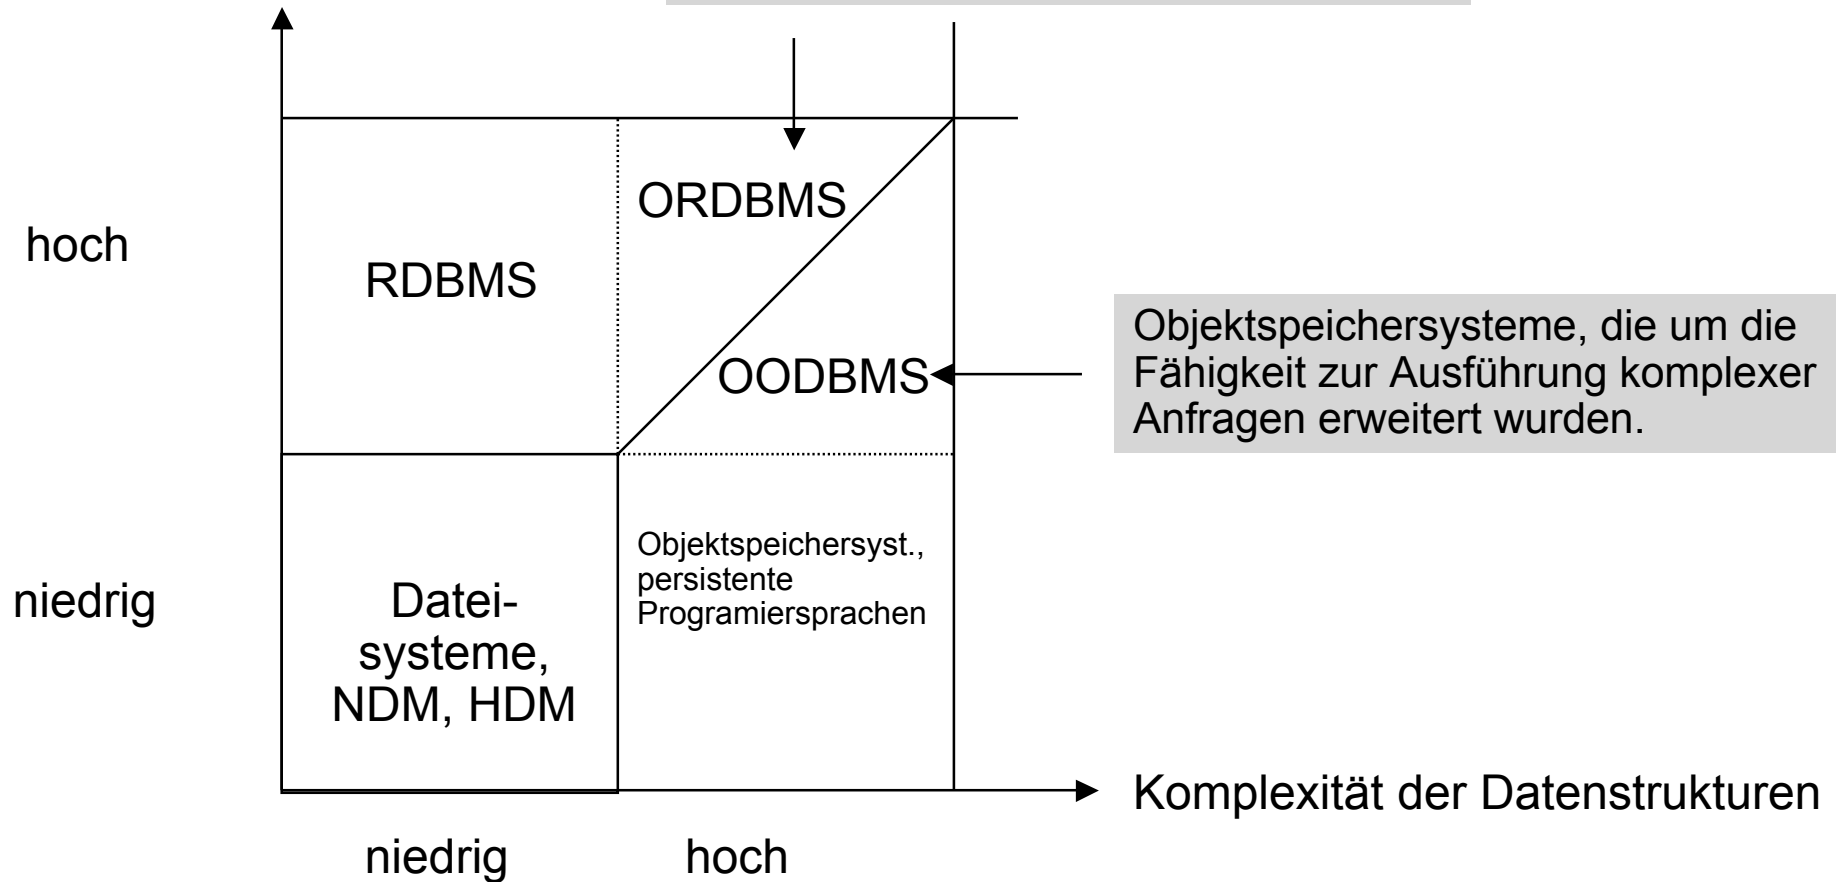 ORDBMS
hoch
RDBMS
Objektspeichersysteme, die um die
Fähigkeit zur Ausführung komplexer
Anfragen erweitert wurden.
OODBMS
Objektspeichersyst.,
persistente
Programiersprachen
niedrig
Datei-
systeme,
NDM, HDM
Komplexität der Datenstrukturen
niedrig
hoch